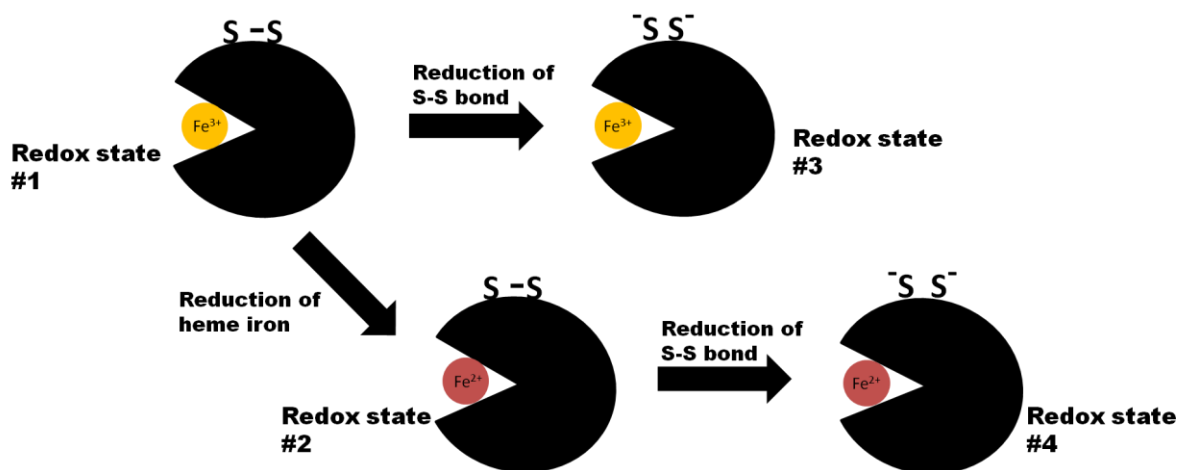 S –S
Fe³⁺
Redox state
#1
Reduction of
S-S bond
⁻S S⁻
Fe³⁺
Redox state
#3
Reduction of
heme iron
S –S
Fe²⁺
Redox state
#2
Reduction of
S-S bond
⁻S S⁻
Fe²⁺
Redox state
#4